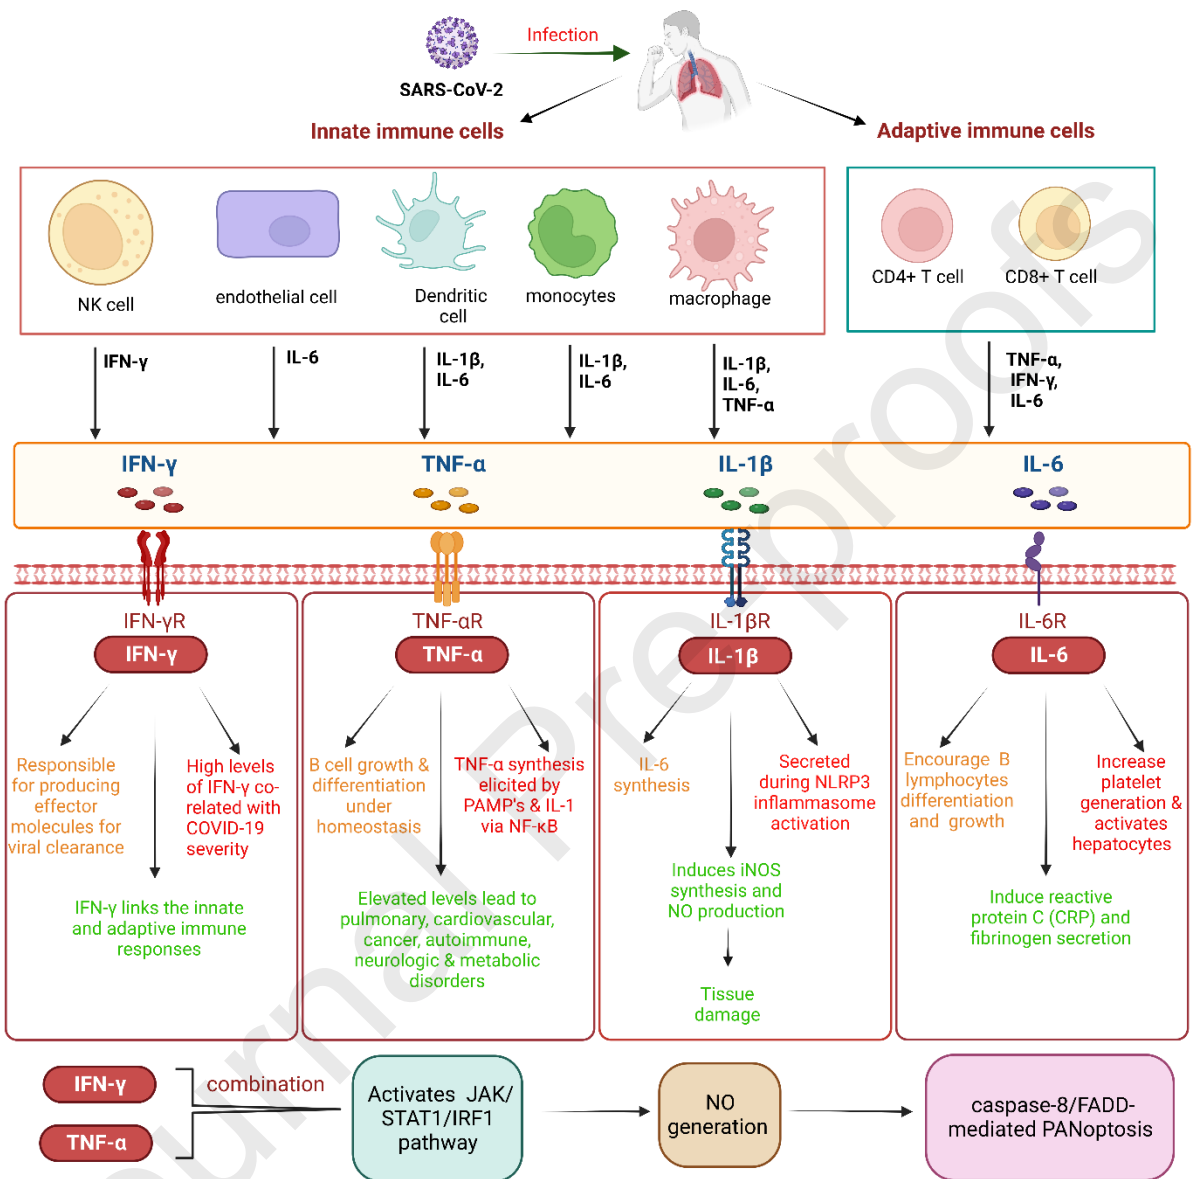 Infection
SARS-CoV-2
Innate immune cells
Adaptive immune cells
NK cell
endothelial cell
Dendritic
cell
monocytes
macrophage
CD4+ T cell
CD8+ T cell
IFN-γ
IL-6
IL-1β,
IL-6
IL-1β,
IL-6
IL-1β,
IL-6,
TNF-α
TNF-α,
IFN-γ,
IL-6
IFN-γ
TNF-α
IL-1β
IL-6
IFN-γR
IFN-γ
Responsible
for producing
effector
molecules for
viral clearance
High levels
of IFN-γ co-
related with
COVID-19
severity
IFN-γ links the innate
and adaptive immune
responses
TNF-αR
TNF-α
B cell growth &
differentiation
under
homeostasis
TNF-α synthesis
elicited by
PAMP's & IL-1
via NF-κB
Elevated levels lead to
pulmonary, cardiovascular,
cancer, autoimmune,
neurologic & metabolic
disorders
IL-1βR
IL-1β
IL-6
synthesis
Secreted
during NLRP3
inflammasome
activation
Induces iNOS
synthesis and
NO production
Tissue
damage
IL-6R
IL-6
Encourage B
lymphocytes
differentiation
and growth
Increase
platelet
generation &
activates
hepatocytes
Induce reactive
protein C (CRP) and
fibrinogen secretion
IFN-γ
TNF-α
combination
Activates JAK/
STAT1/IRF1
pathway
NO
generation
caspase-8/FADD-
mediated PANoptosis
urnal Pre-proofs